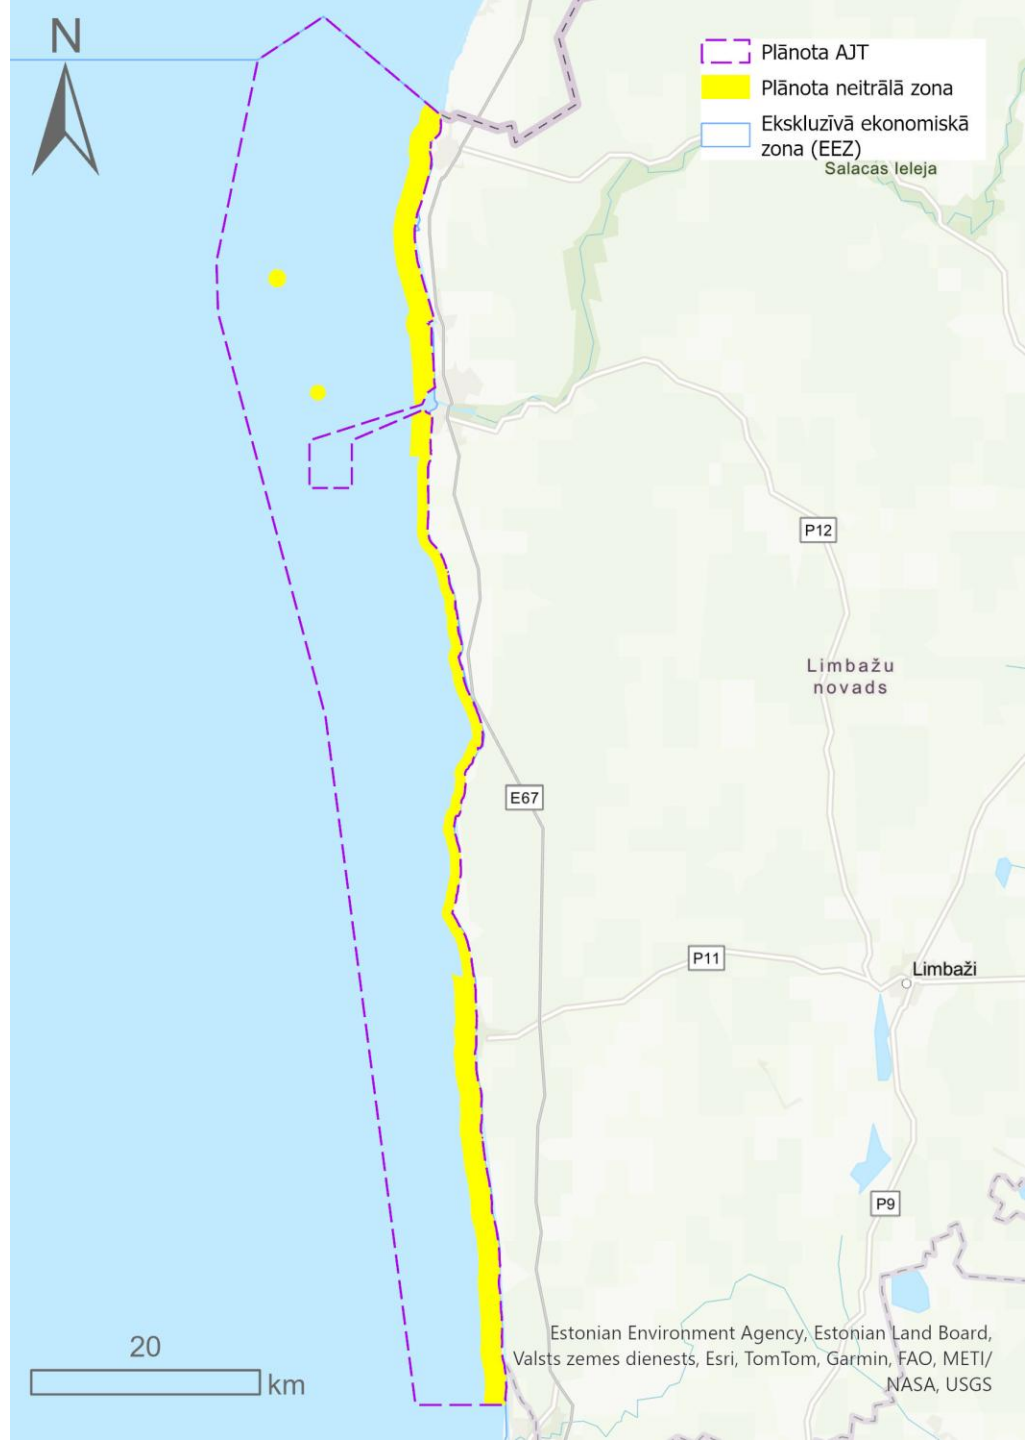 N
Plānota AJT
Plānota neitrālā zona
Ekskluzīvā ekonomiskā
zona (EEZ)
Salacas leleja
P12
Limbažu
novads
E67
P11
Limbaži
P9
Estonian Environment Agency, Estonian Land Board,
Valsts zemes dienests, Esri, TomTom, Garmin, FAO, METI/
NASA, USGS
20
km